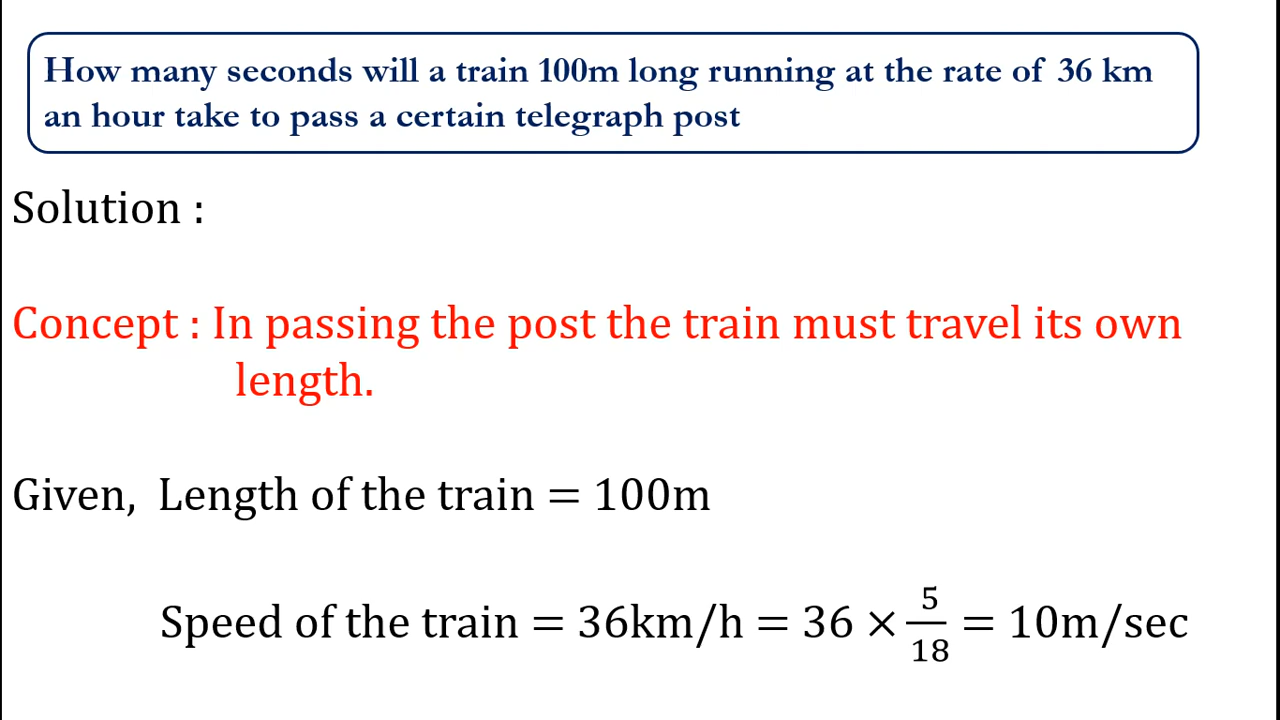 How many seconds will a train 100m long running at the rate of 36 km
an hour take to pass a certain telegraph post
Solution :
Concept : In passing the post the train must travel its own
length.
Given, Length of the train = 100m
Speed of the train = 36km/h = 36 × 5/18 = 10m/sec